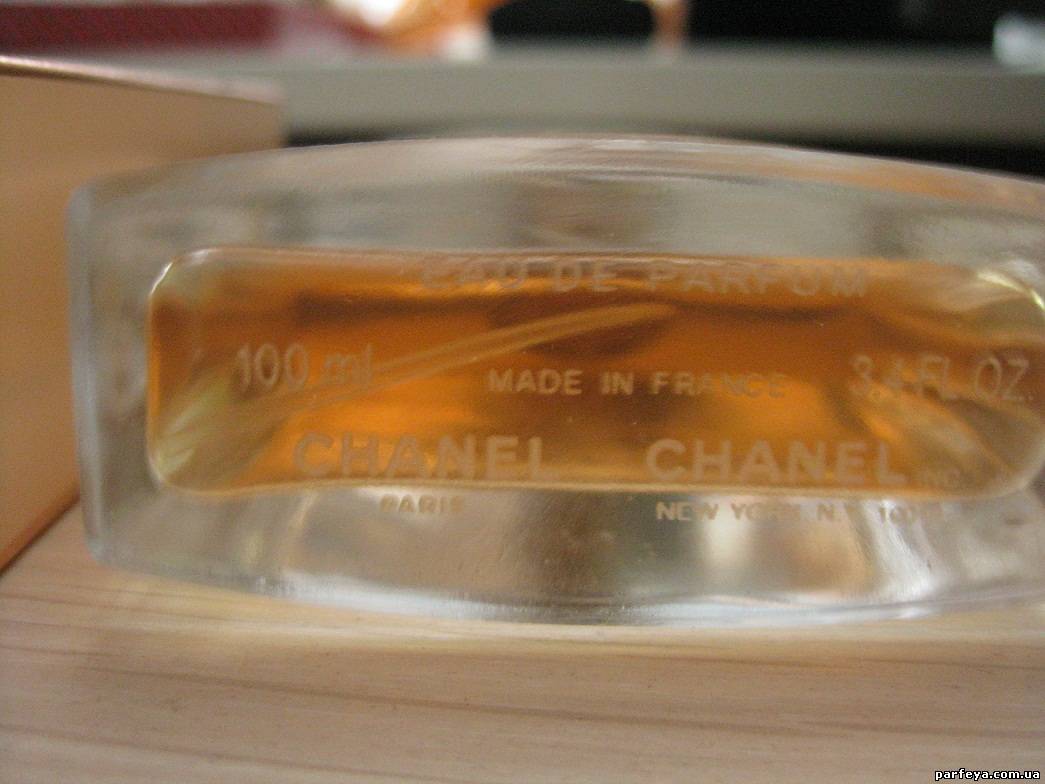 EAU DE PARFUM
100 ml MADE IN FRANCE 3.4 FL.OZ.
CHANEL CHANEL INC.
PARIS NEW YORK, N.Y.
parfeya.com.ua